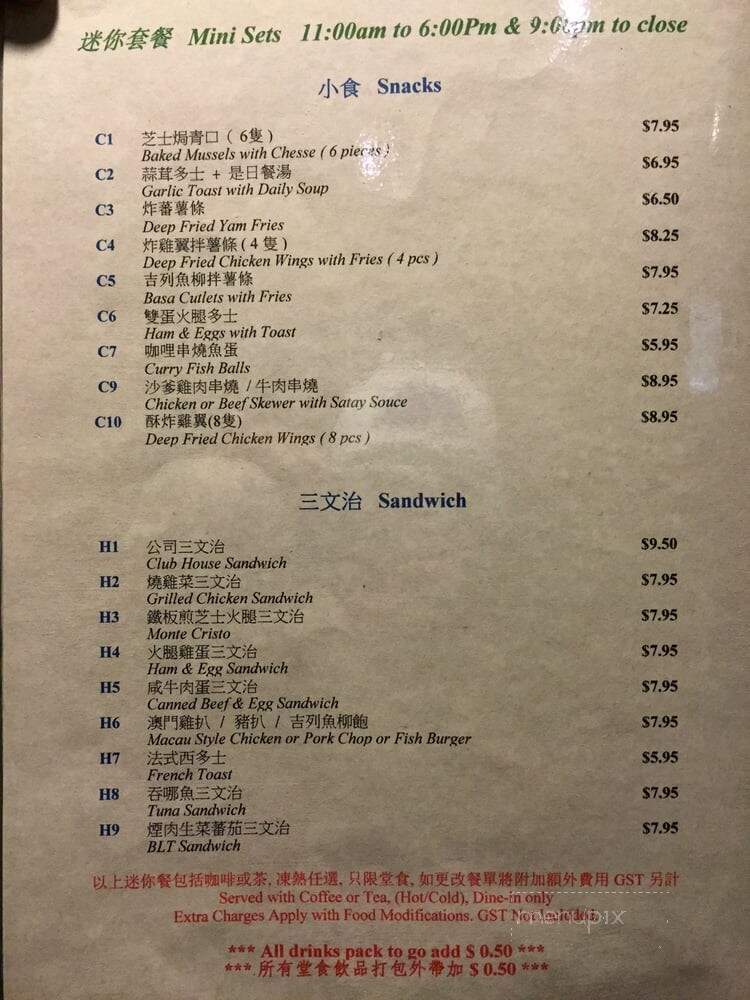 迷你套餐 Mini Sets 11:00am to 6:00Pm & 9:00pm to close
小食 Snacks
C1 芝士焗青口 ( 6隻 ) $7.95
Baked Mussels with Chesse ( 6 pieces )
C2 蒜茸多士 + 是日餐湯 $6.95
Garlic Toast with Daily Soup
C3 炸蕃薯條 $6.50
Deep Fried Yam Fries
C4 炸雞翼拌薯條 ( 4 隻 ) $8.25
Deep Fried Chicken Wings with Fries ( 4 pcs )
C5 吉列魚柳拌薯條 $7.95
Basa Cutlets with Fries
C6 雙蛋火腿多士 $7.25
Ham & Eggs with Toast
C7 咖哩串燒魚蛋 $5.95
Curry Fish Balls
C9 沙爹雞肉串燒 / 牛肉串燒 $8.95
Chicken or Beef Skewer with Satay Souce
C10 酥炸雞翼(8隻) $8.95
Deep Fried Chicken Wings ( 8 pcs )
三文治 Sandwich
H1 公司三文治 $9.50
Club House Sandwich
H2 燒雞菜三文治 $7.95
Grilled Chicken Sandwich
H3 鐵板煎芝士火腿三文治 $7.95
Monte Cristo
H4 火腿雞蛋三文治 $7.95
Ham & Egg Sandwich
H5 咸牛肉蛋三文治 $7.95
Canned Beef & Egg Sandwich
H6 澳門雞扒 / 豬扒 / 吉列魚柳飽 $7.95
Macau Style Chicken or Pork Chop or Fish Burger
H7 法式西多士 $5.95
French Toast
H8 吞哪魚三文治 $7.95
Tuna Sandwich
H9 煙肉生菜蕃茄三文治 $7.95
BLT Sandwich
以上迷你餐包括咖啡或茶, 凍熱任選, 只限堂食, 如更改餐單將附加額外費用 GST 另計
Served with Coffee or Tea, (Hot/Cold), Dine-in only
Extra Charges Apply with Food Modifications. GST Not included.
menupix
*** All drinks pack to go add $ 0.50 ***
*** 所有堂食飲品打包外帶加 $ 0.50 ***